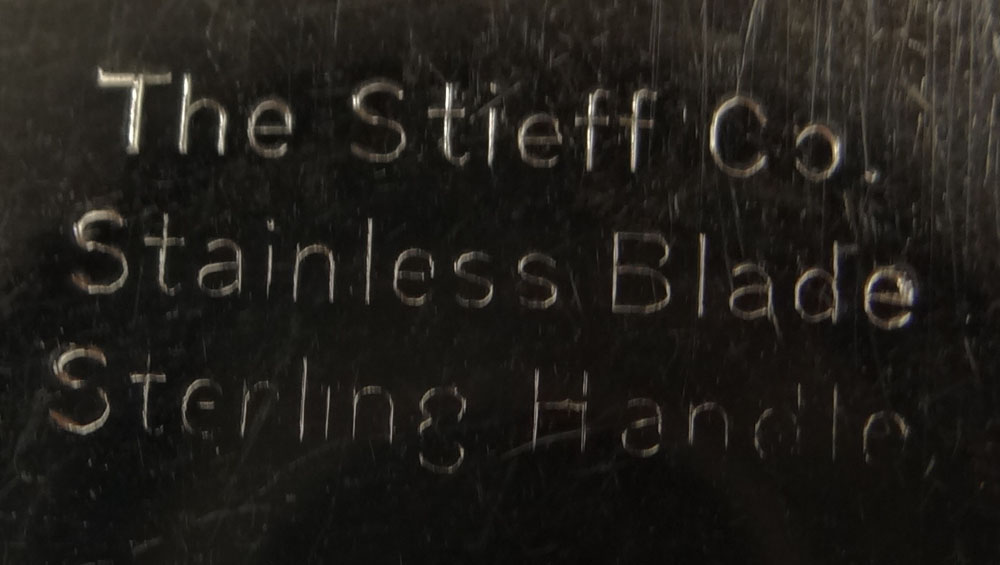 The Stieff Co.
Stainless Blade
Sterling Handle